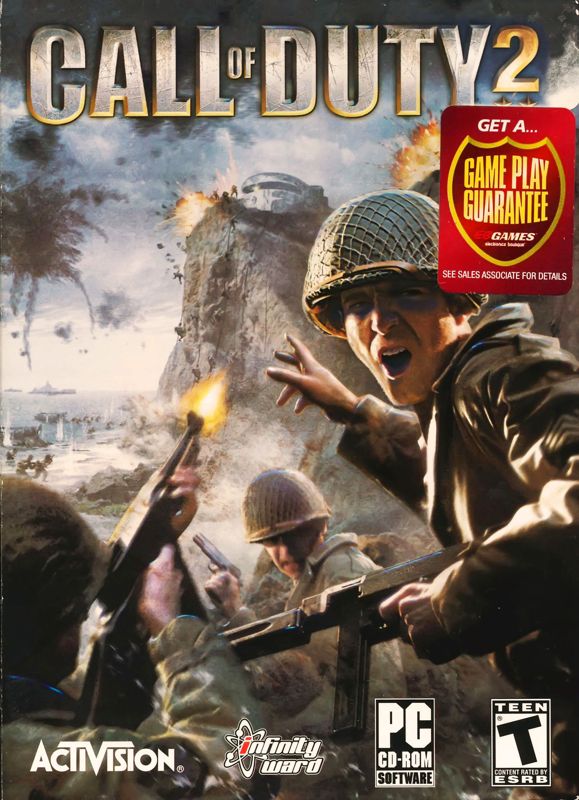 CALL OF DUTY 2
GET A...
GAME PLAY
GUARANTEE
EBGAMES
electronics boutique
SEE SALES ASSOCIATE FOR DETAILS
ACTIVISION®
infinity
ward
PC
CD-ROM
SOFTWARE
TEEN
T
CONTENT RATED BY
ESRB